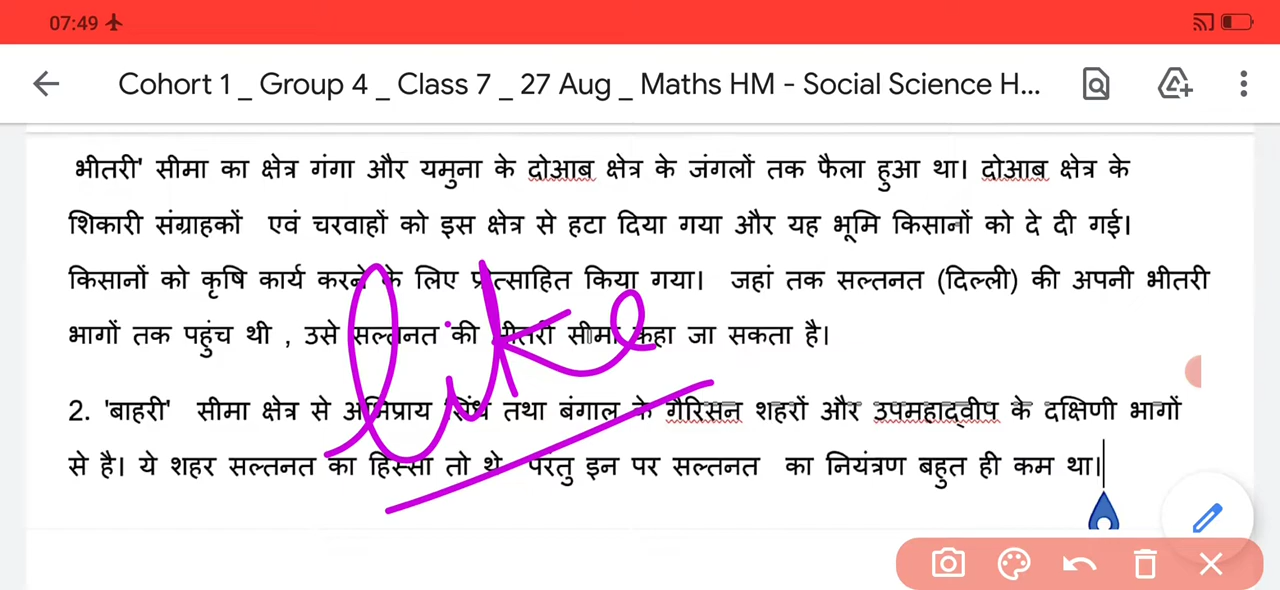 07:49
Cohort 1 _ Group 4 _ Class 7 _ 27 Aug _ Maths HM - Social Science H...
भीतरी' सीमा का क्षेत्र गंगा और यमुना के दोआब क्षेत्र के जंगलों तक फैला हुआ था। दोआब क्षेत्र के
शिकारी संग्राहकों एवं चरवाहों को इस क्षेत्र से हटा दिया गया और यह भूमि किसानों को दे दी गई।
किसानों को कृषि कार्य करने के लिए प्रोत्साहित किया गया। जहां तक सल्तनत (दिल्ली) की अपनी भीतरी
भागों तक पहुंच थी , उसे सल्तनत की भीतरी सीमा कहा जा सकता है।
like
2. 'बाहरी' सीमा क्षेत्र से अभिप्राय सिंध तथा बंगाल के गैरिसन शहरों और उपमहाद्वीप के दक्षिणी भागों
से है। ये शहर सल्तनत का हिस्सा तो थे परंतु इन पर सल्तनत का नियंत्रण बहुत ही कम था।